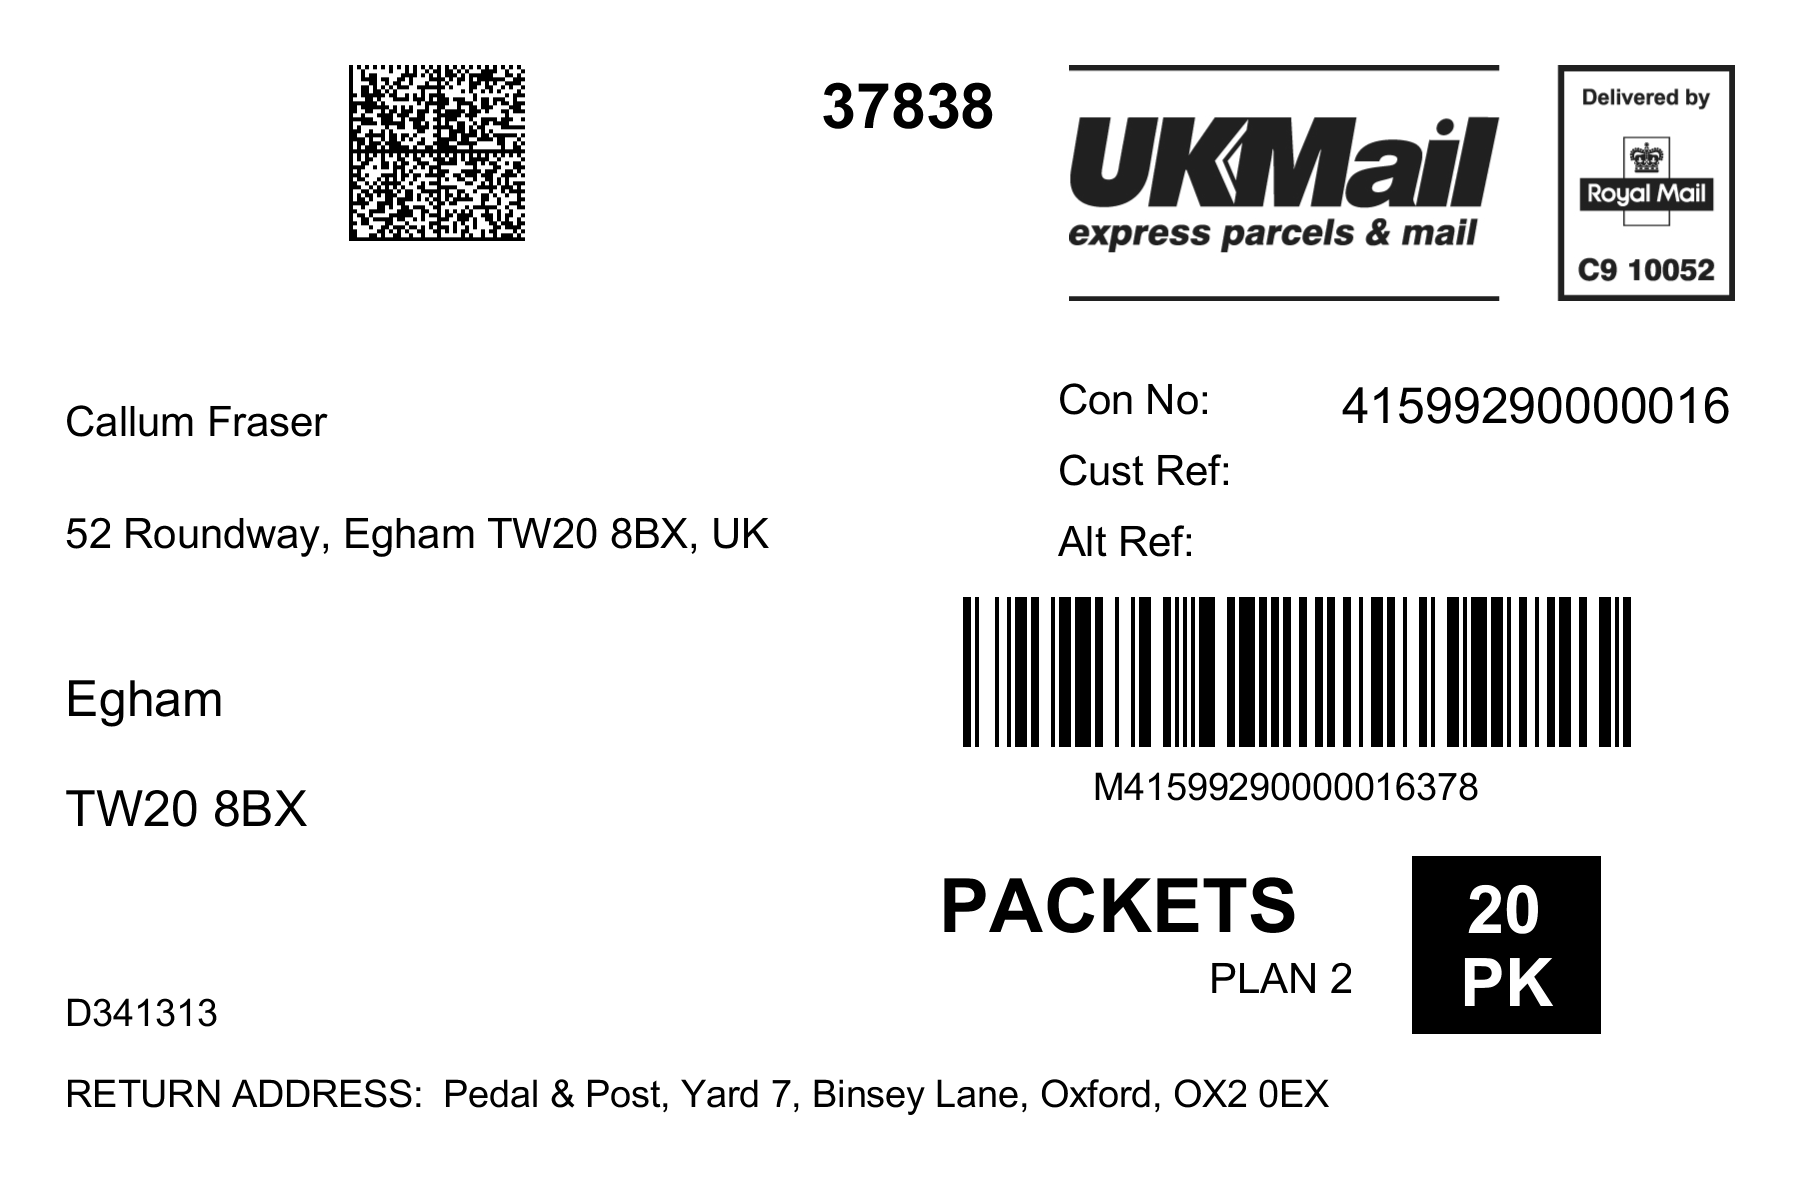 37838
UKMail
express parcels & mail
Delivered by
Royal Mail
C9 10052
Callum Fraser
52 Roundway, Egham TW20 8BX, UK
Egham
TW20 8BX
Con No: 41599290000016
Cust Ref:
Alt Ref:
M41599290000016378
PACKETS
PLAN 2
20
PK
D341313
RETURN ADDRESS: Pedal & Post, Yard 7, Binsey Lane, Oxford, OX2 0EX